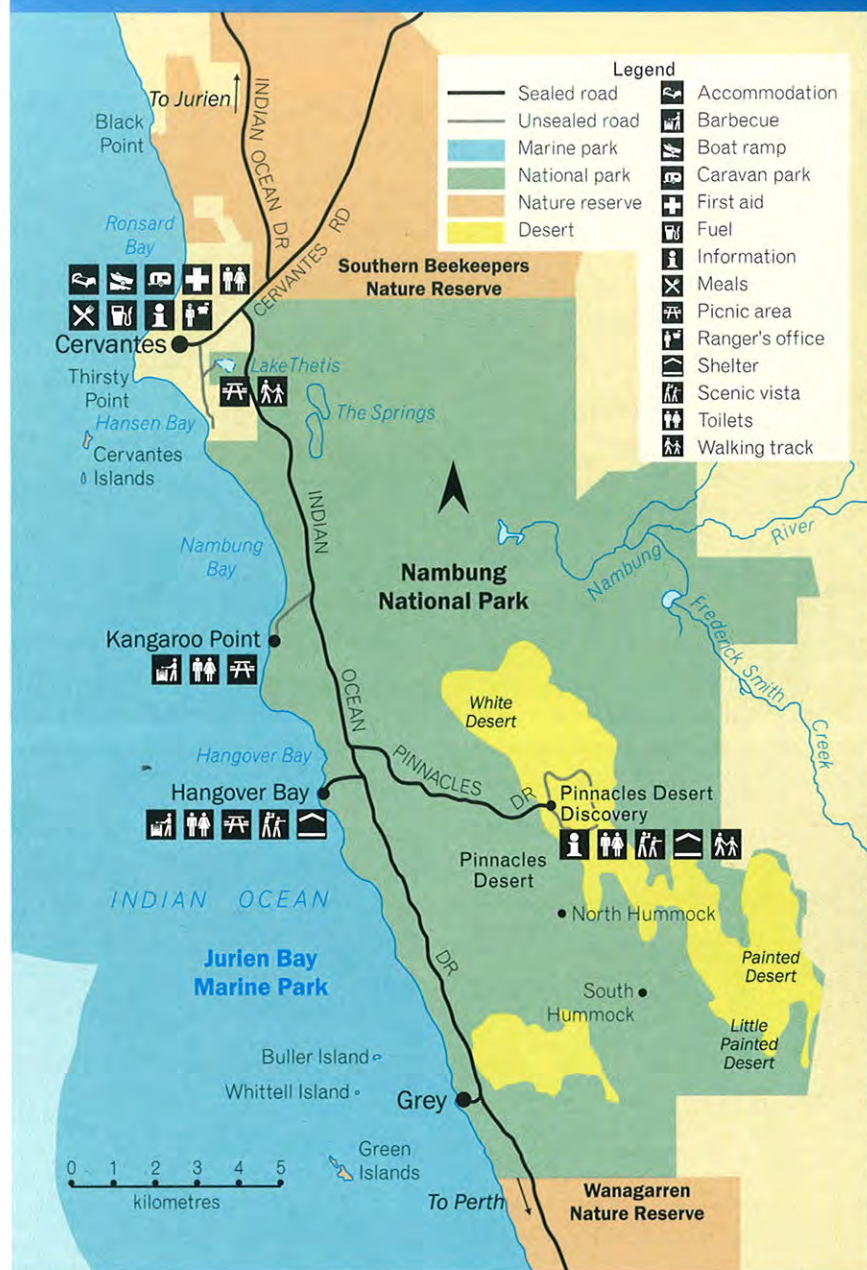 Legend
Sealed road
Unsealed road
Marine park
National park
Nature reserve
Desert
Accommodation
Barbecue
Boat ramp
Caravan park
First aid
Fuel
Information
Meals
Picnic area
Ranger's office
Shelter
Scenic vista
Toilets
Walking track
To Jurien
INDIAN OCEAN DR
Black
Point
Ronsard
Bay
CERVANTES RD
Southern Beekeepers
Nature Reserve
Cervantes
Lake Thetis
Thirsty
Point
The Springs
Hansen Bay
Cervantes
Islands
INDIAN
OCEAN
DR
Nambung
Bay
Nambung
National Park
Nambung
River
Frederick Smith
Creek
Kangaroo Point
White
Desert
Hangover Bay
PINNACLES
DR
Hangover Bay
Pinnacles Desert
Discovery
Pinnacles
Desert
INDIAN OCEAN
North Hummock
Jurien Bay
Marine Park
Painted
Desert
South
Hummock
Little
Painted
Desert
Buller Island
Whittell Island
Grey
Green
Islands
0 1 2 3 4 5
kilometres
To Perth
Wanagarren
Nature Reserve